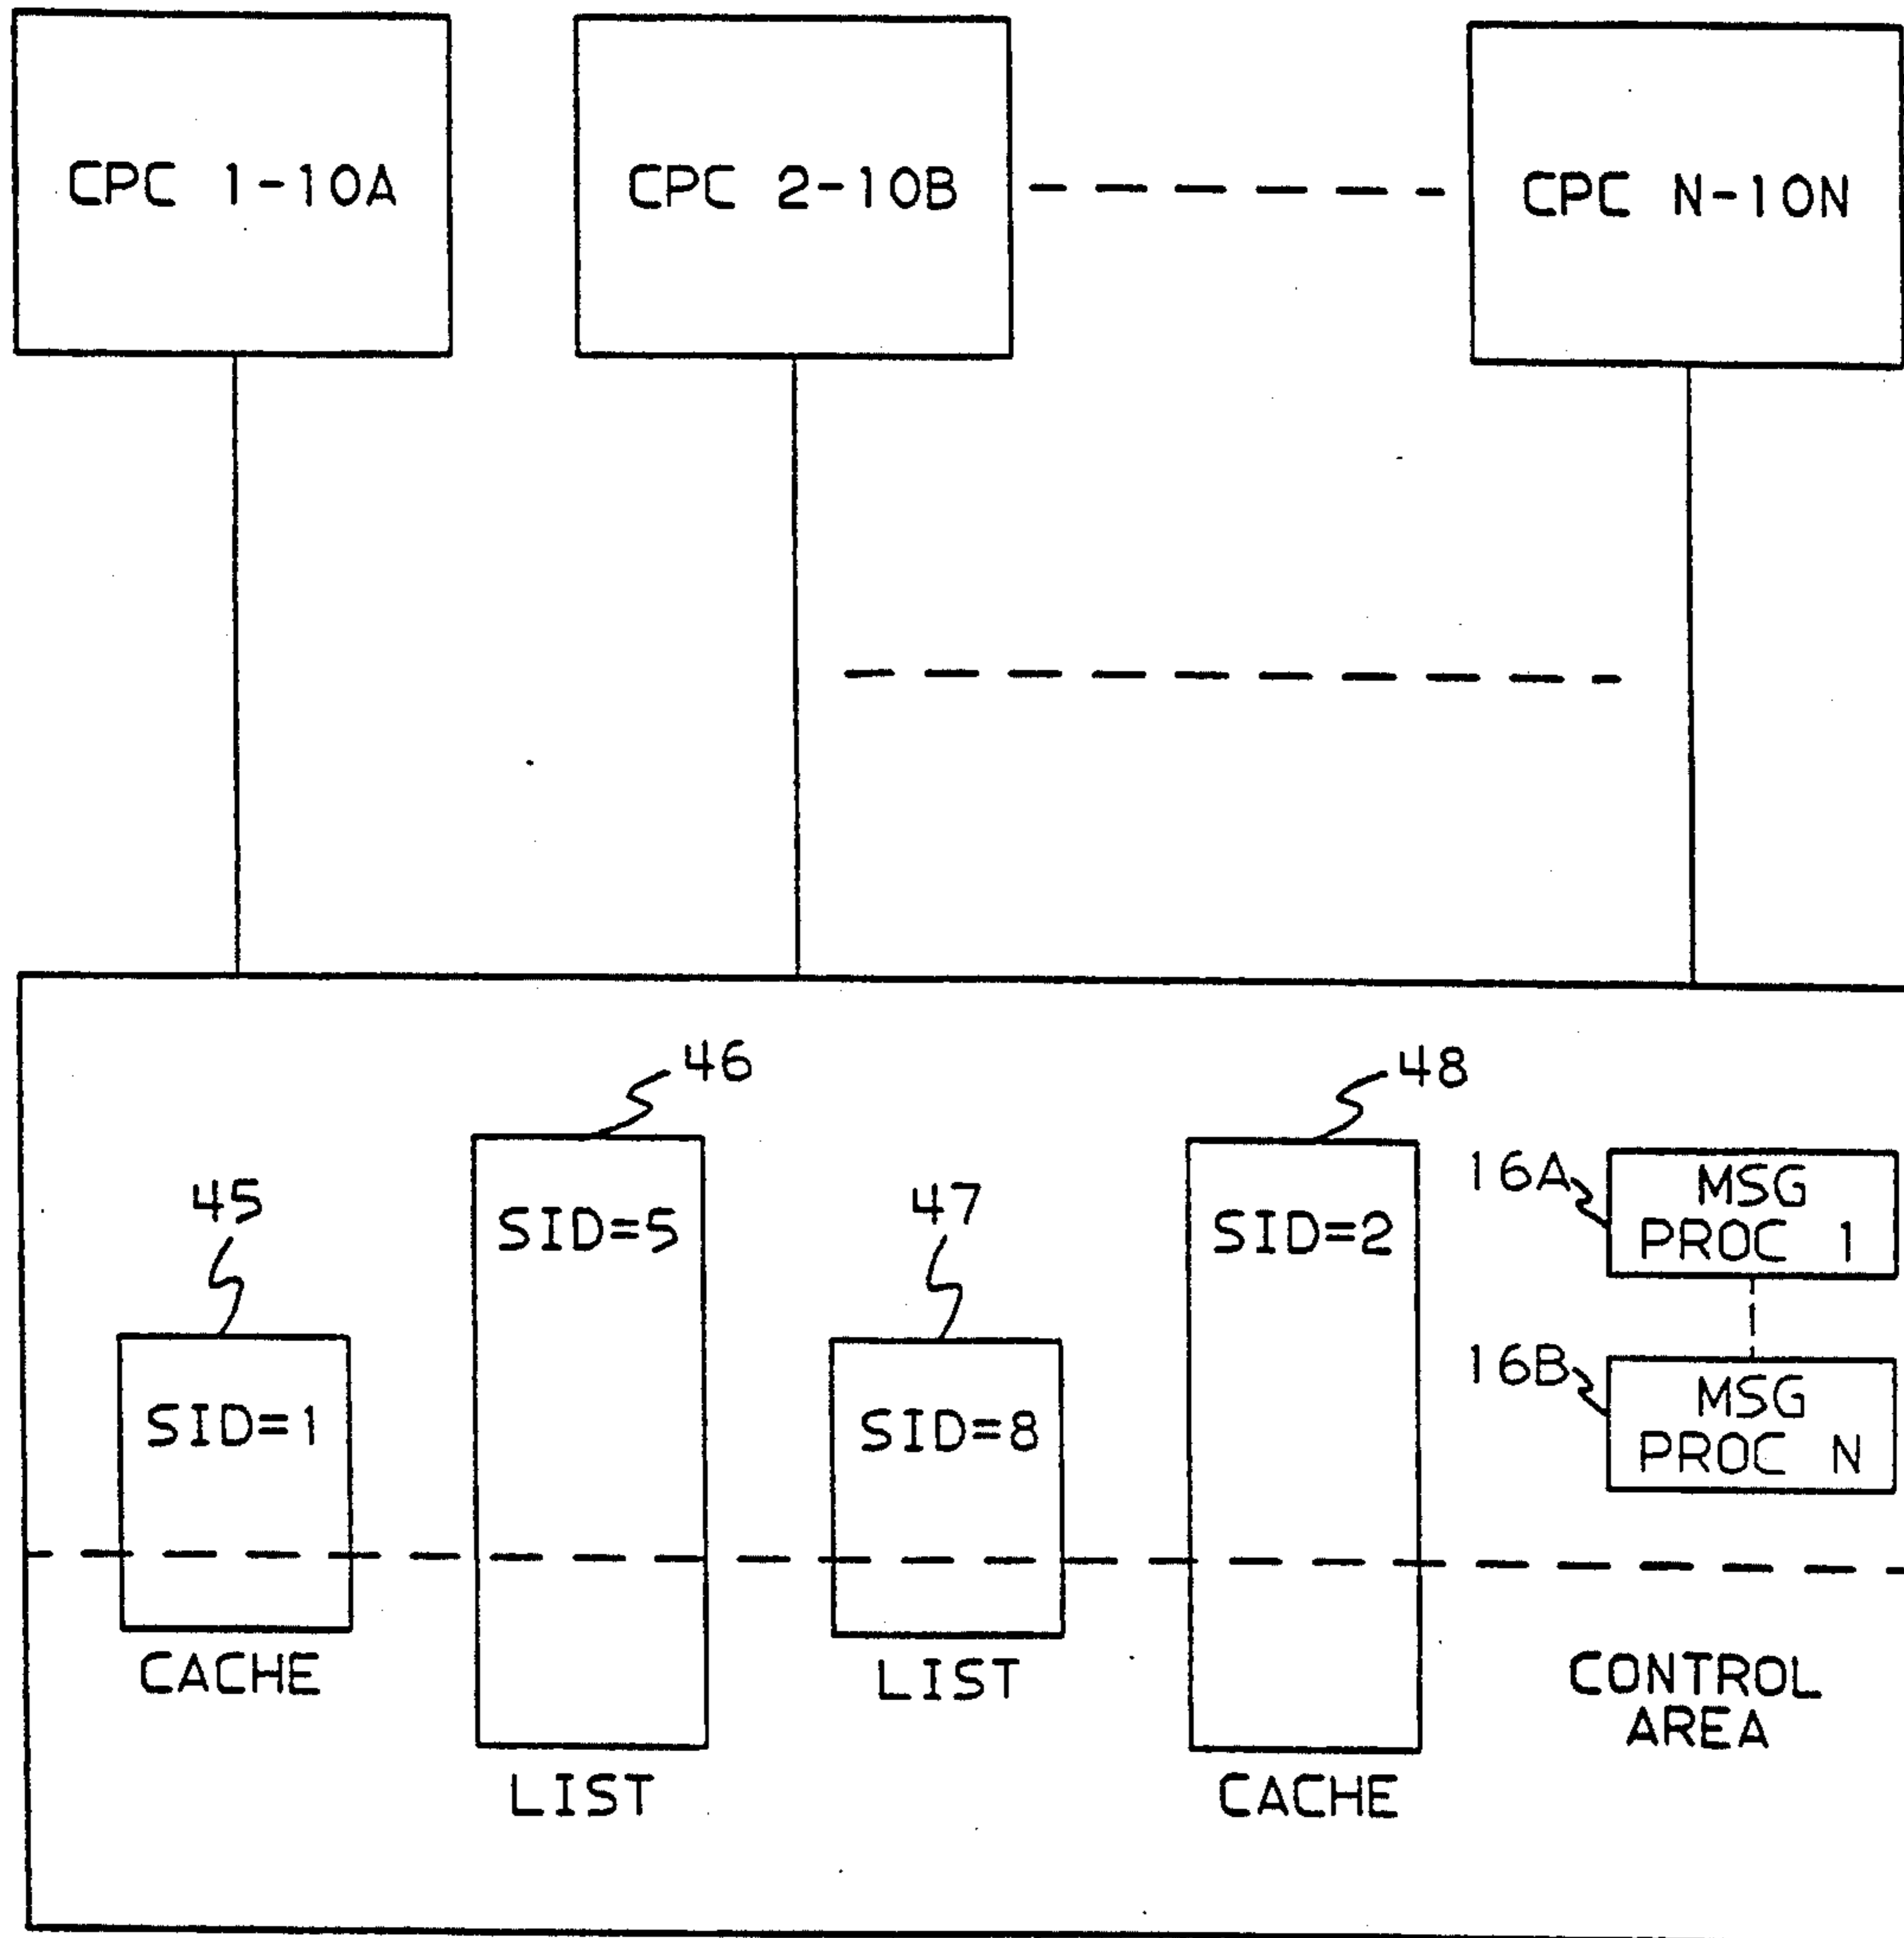 CPC 1-10A
CPC 2-10B
CPC N-10N
46
48
45
47
16A
MSG
PROC 1
SID=5
SID=2
16B
MSG
PROC N
SID=1
SID=8
CACHE
LIST
CONTROL
AREA
LIST
CACHE